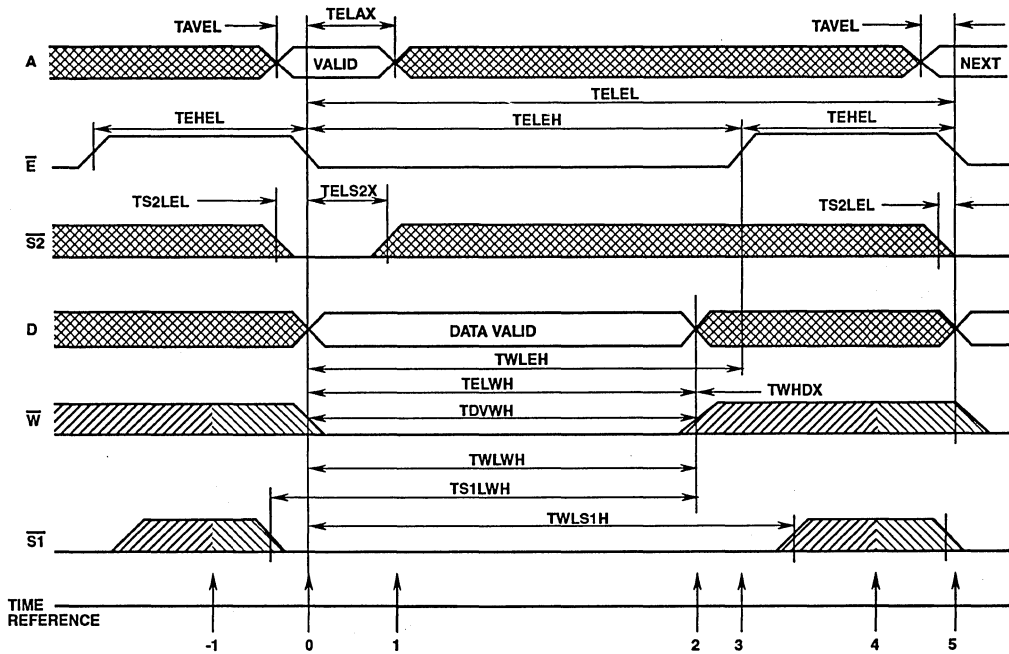 TAVEL TELAX TAVEL
A VALID NEXT
TELEL
TEHEL TELEH TEHEL
E
TELS2X
TS2LEL TS2LEL
S2
D DATA VALID
TWLEH
TELWH TWHDX
W TDVWH
TWLWH
TS1LWH
TWLS1H
S1
TIME
REFERENCE
-1 0 1 2 3 4 5